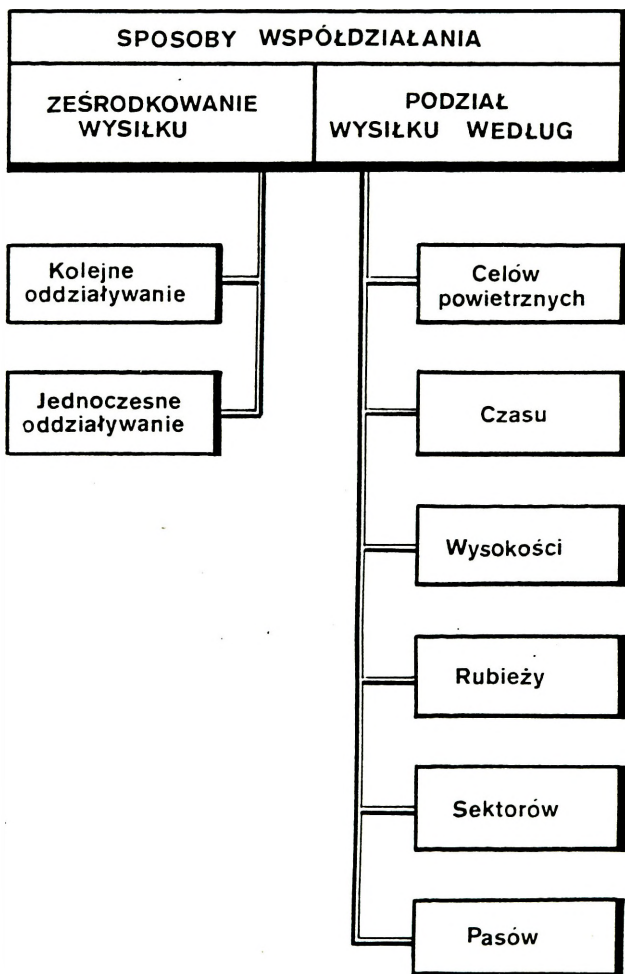 SPOSOBY WSPÓŁDZIAŁANIA
ZEŚRODKOWANIE
WYSIŁKU
PODZIAŁ
WYSIŁKU WEDŁUG
Kolejne
oddziaływanie
Jednoczesne
oddziaływanie
Celów
powietrznych
Czasu
Wysokości
Rubieży
Sektorów
Pasów